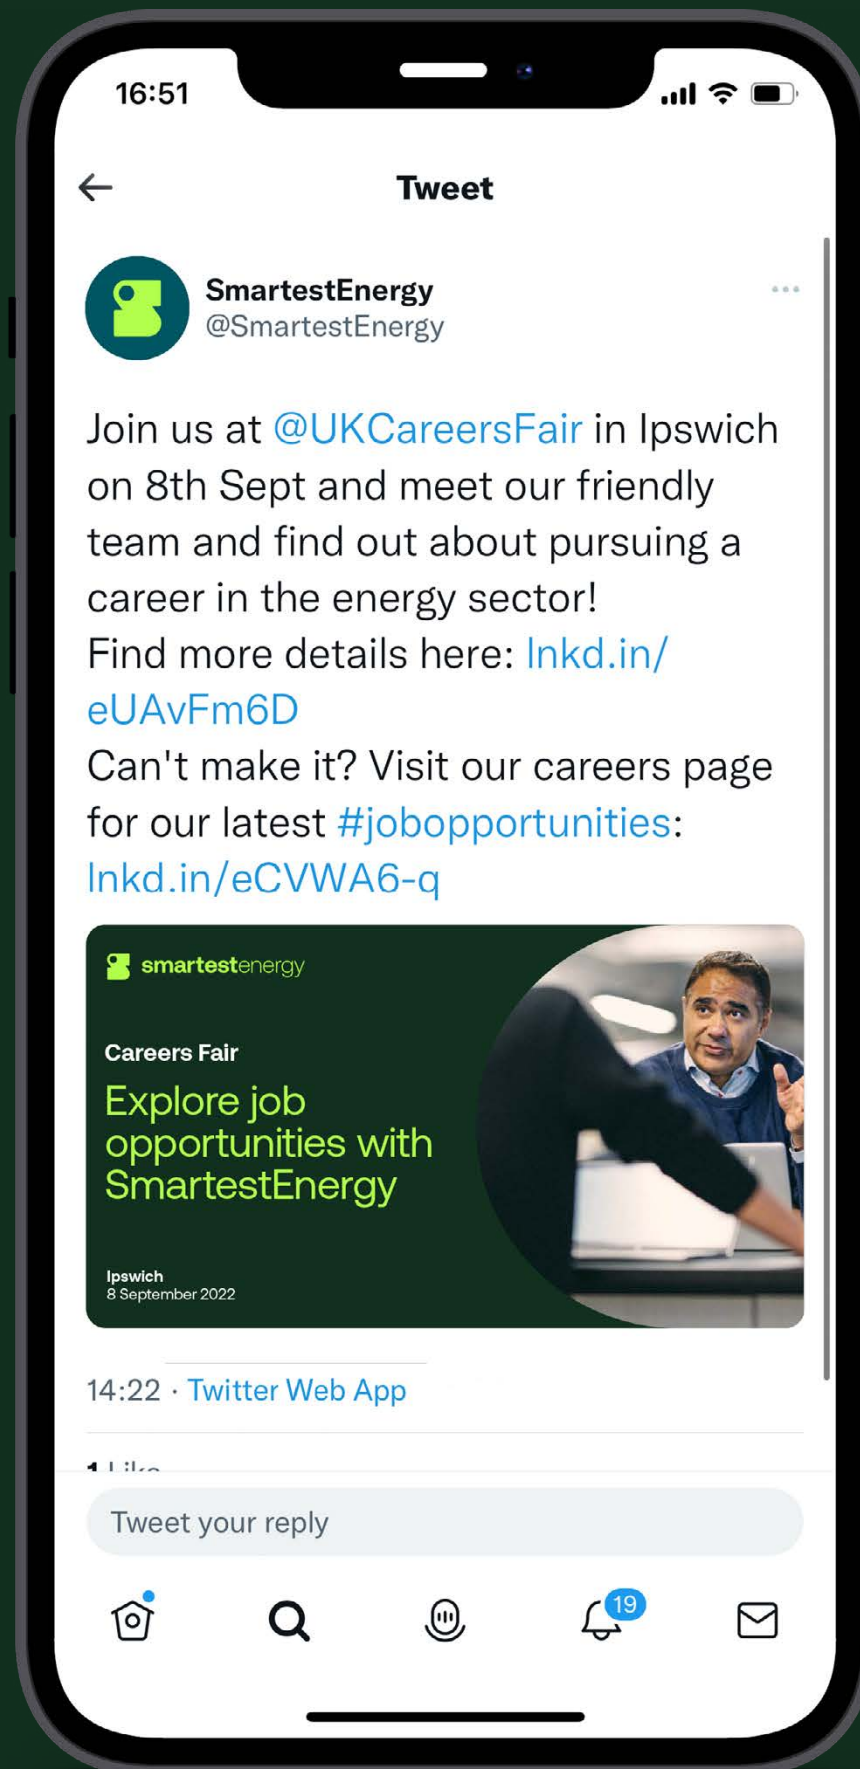 16:51
Tweet
SmartestEnergy
@SmartestEnergy
Join us at @UKCareersFair in Ipswich
on 8th Sept and meet our friendly
team and find out about pursuing a
career in the energy sector!
Find more details here: lnkd.in/
eUAvFm6D
Can't make it? Visit our careers page
for our latest #jobopportunities:
lnkd.in/eCVWA6-q
smartestenergy
Careers Fair
Explore job
opportunities with
SmartestEnergy
Ipswich
8 September 2022
14:22 · Twitter Web App
1 Like
Tweet your reply
19